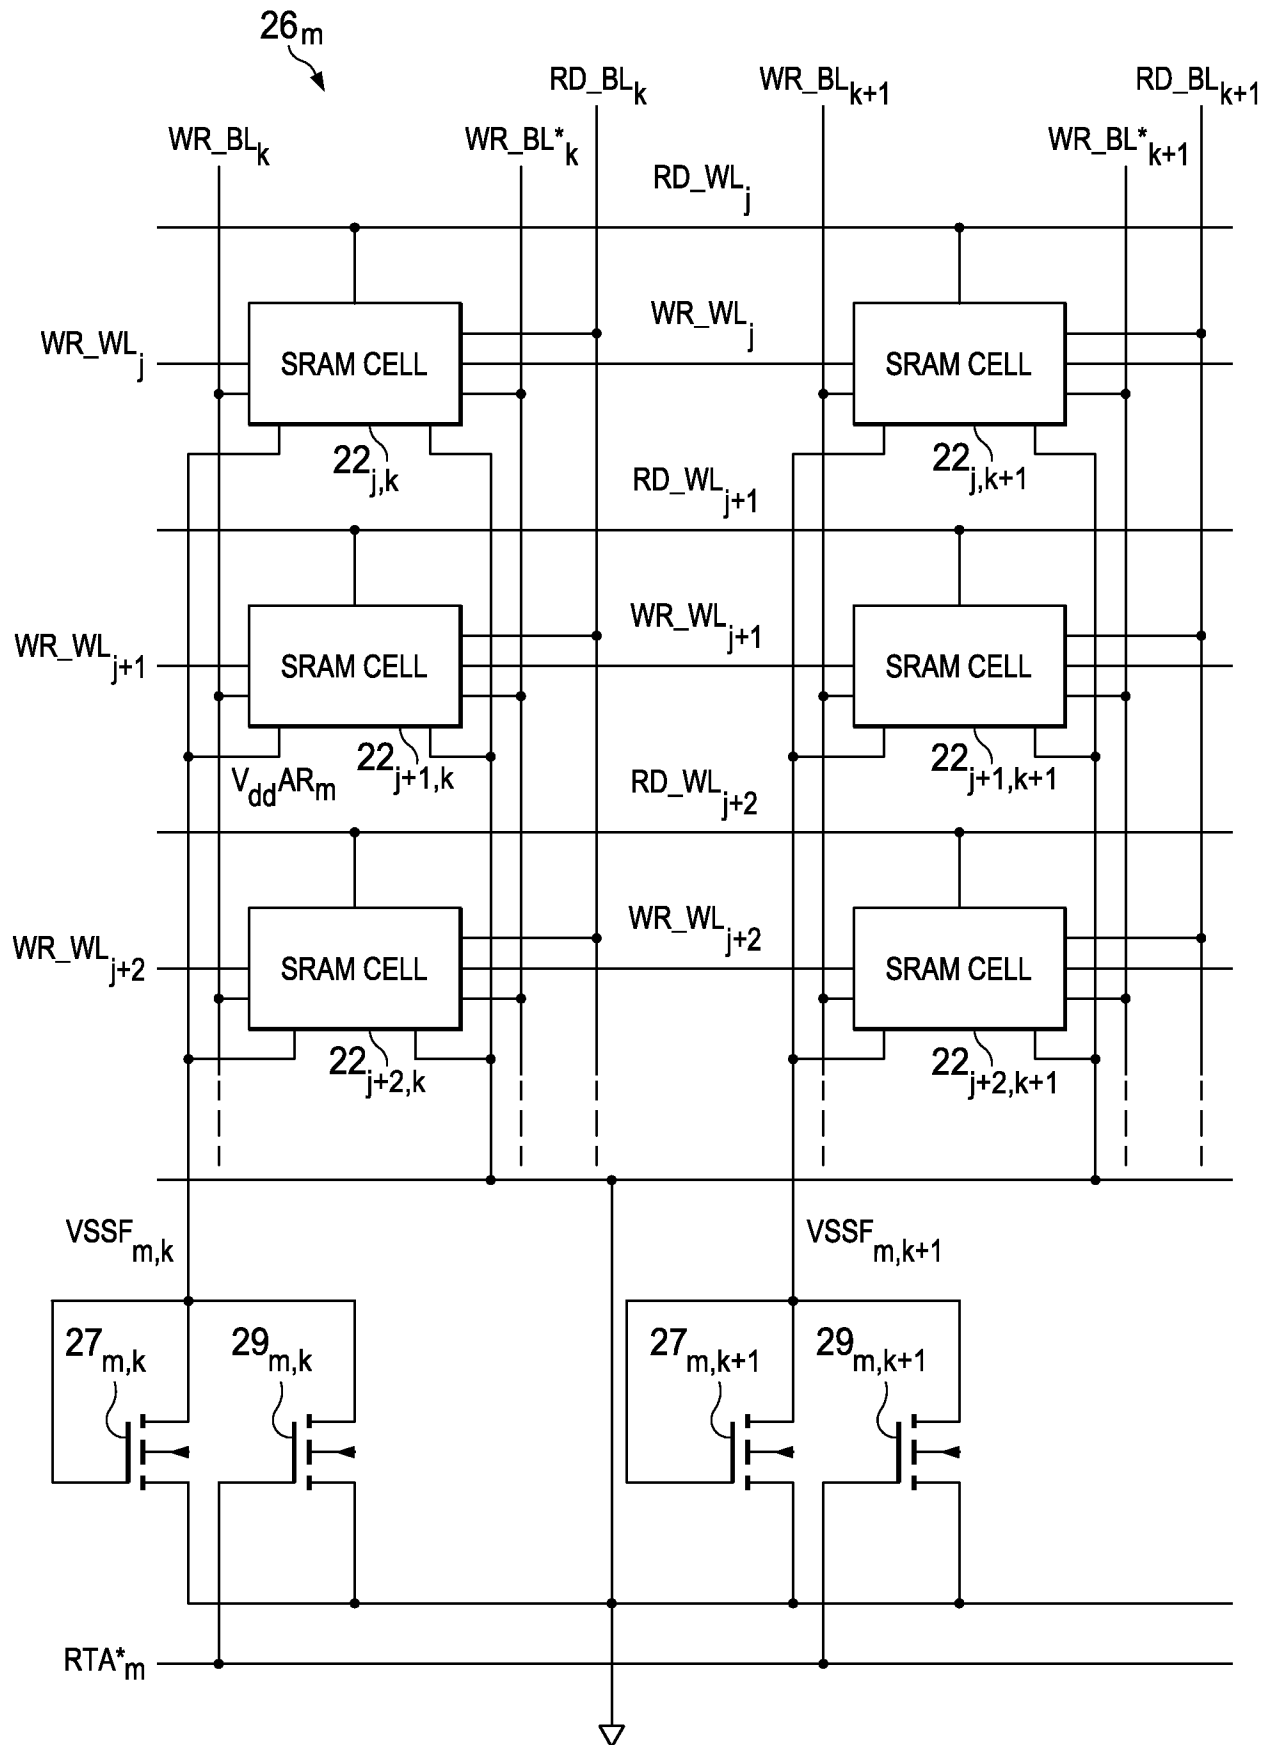 26m
RD_BLk WR_BLk+1 RD_BLk+1
WR_BLk WR_BL*k WR_BL*k+1
RD_WLj
WR_WLj SRAM CELL WR_WLj SRAM CELL
22j,k 22j,k+1
RD_WLj+1
WR_WLj+1 SRAM CELL WR_WLj+1 SRAM CELL
VddARm 22j+1,k 22j+1,k+1
RD_WLj+2
WR_WLj+2 SRAM CELL WR_WLj+2 SRAM CELL
22j+2,k 22j+2,k+1
VSSFm,k VSSFm,k+1
27m,k 29m,k 27m,k+1 29m,k+1
RTA*m